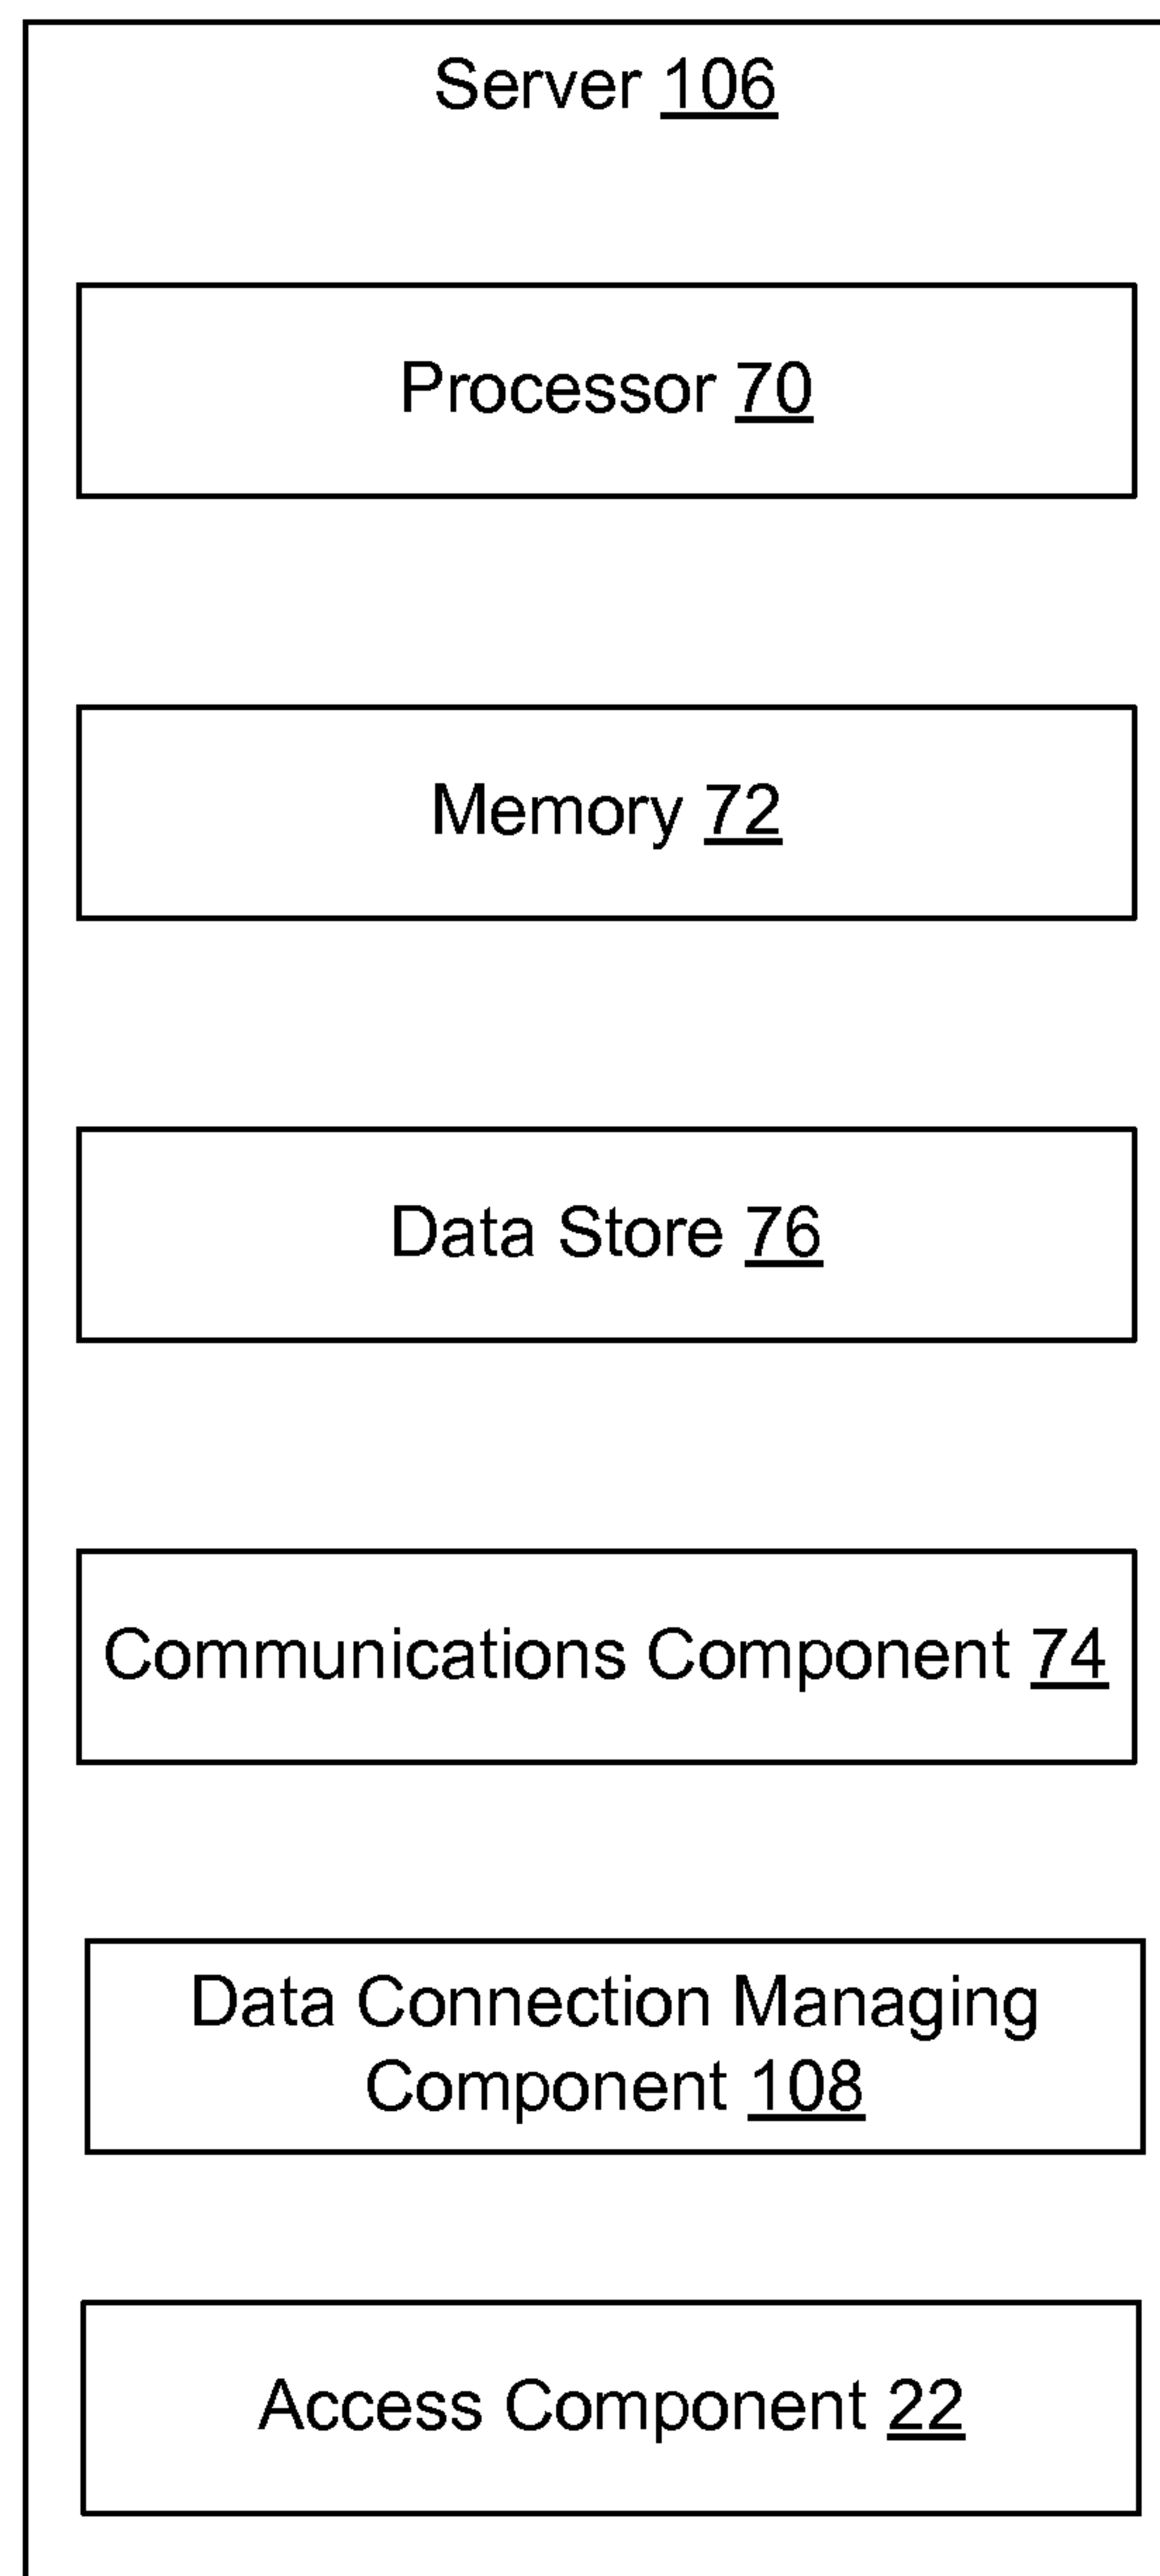 Server 106
Processor 70
Memory 72
Data Store 76
Communications Component 74
Data Connection Managing
Component 108
Access Component 22